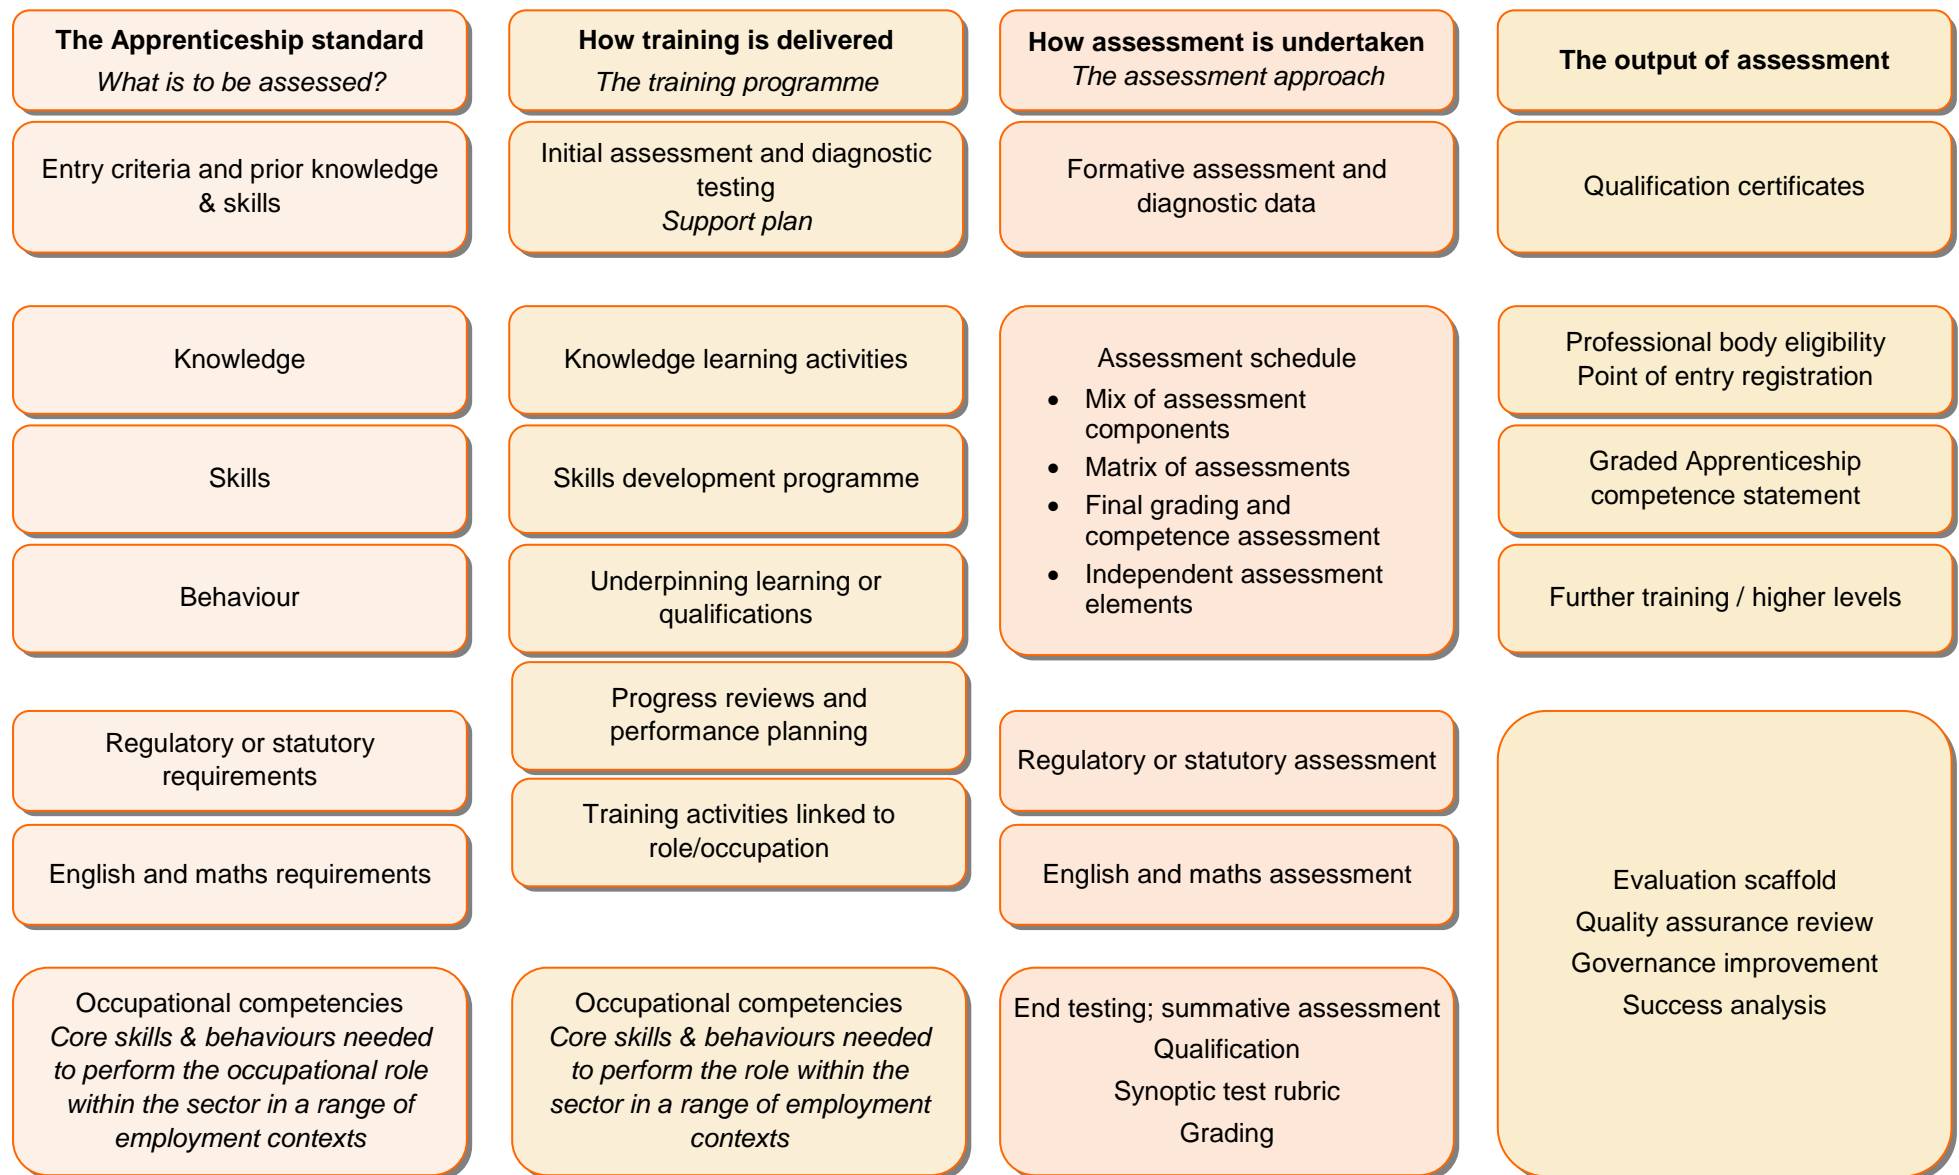 The Apprenticeship standard
What is to be assessed?
Entry criteria and prior knowledge
& skills
Knowledge
Skills
Behaviour
Regulatory or statutory
requirements
English and maths requirements
Occupational competencies
Core skills & behaviours needed
to perform the occupational role
within the sector in a range of
employment contexts
How training is delivered
The training programme
Initial assessment and diagnostic
testing
Support plan
Knowledge learning activities
Skills development programme
Underpinning learning or
qualifications
Progress reviews and
performance planning
Training activities linked to
role/occupation
Occupational competencies
Core skills & behaviours needed
to perform the role within the
sector in a range of employment
contexts
How assessment is undertaken
The assessment approach
Formative assessment and
diagnostic data
Assessment schedule
• Mix of assessment
components
• Matrix of assessments
• Final grading and
competence assessment
• Independent assessment
elements
Regulatory or statutory assessment
English and maths assessment
End testing; summative assessment
Qualification
Synoptic test rubric
Grading
The output of assessment
Qualification certificates
Professional body eligibility
Point of entry registration
Graded Apprenticeship
competence statement
Further training / higher levels
Evaluation scaffold
Quality assurance review
Governance improvement
Success analysis